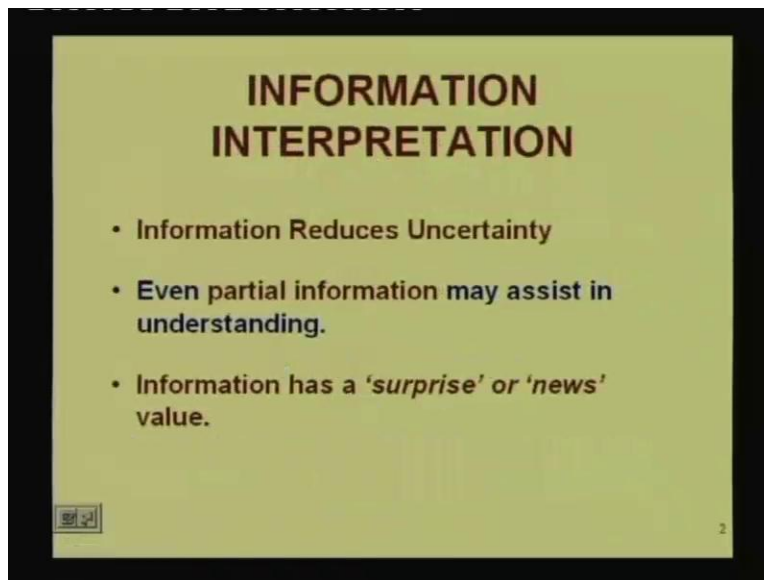 INFORMATION
INTERPRETATION
• Information Reduces Uncertainty
• Even partial information may assist in
understanding.
• Information has a ‘surprise’ or ‘news’
value.
2